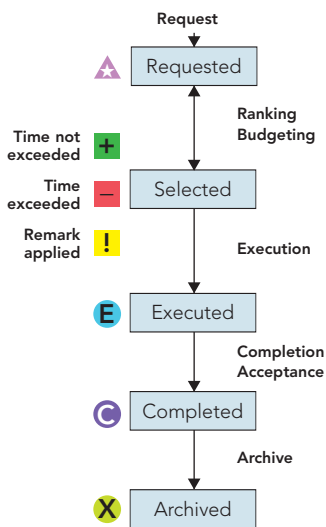 Request
Requested
Ranking
Budgeting
Time not
exceeded
+
Time
exceeded
–
Selected
Remark
applied
!
Execution
E
Executed
Completion
Acceptance
C
Completed
Archive
X
Archived